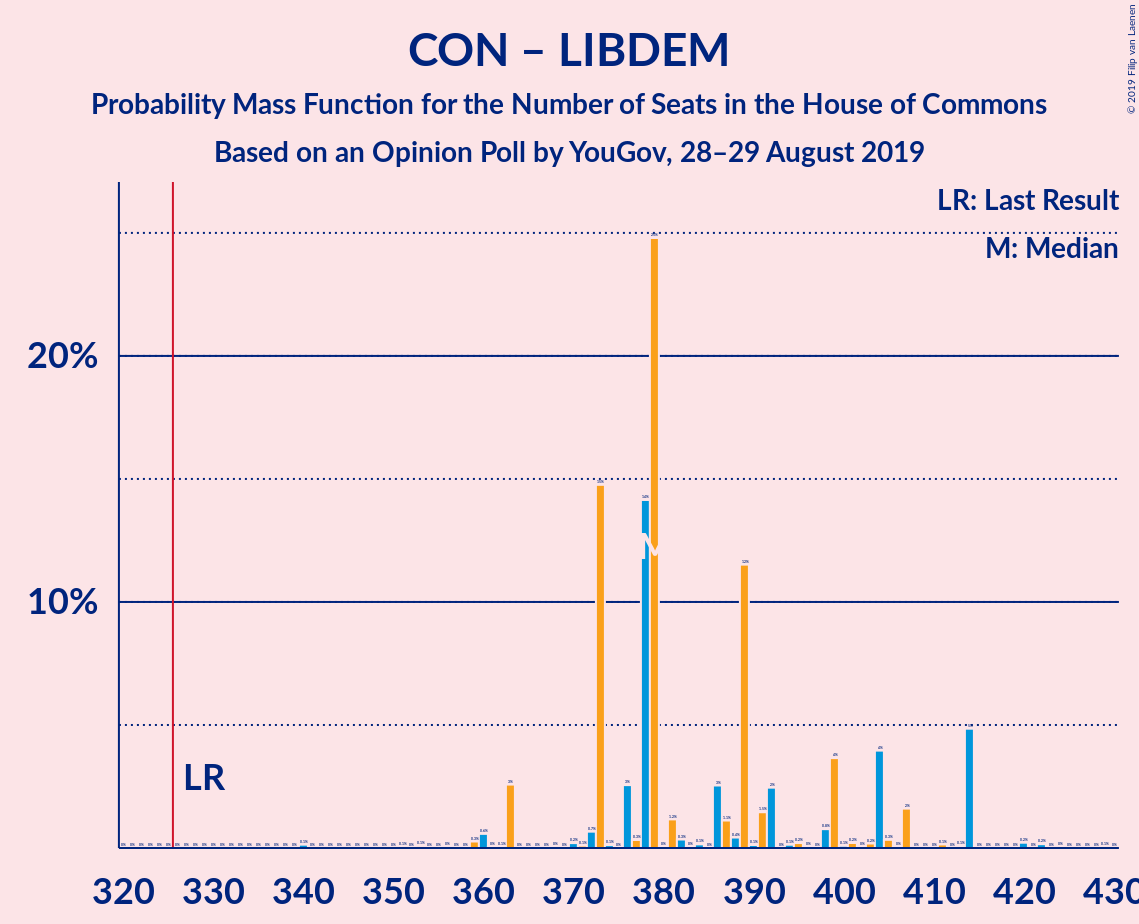 CON – LIBDEM
Probability Mass Function for the Number of Seats in the House of Commons
Based on an Opinion Poll by YouGov, 28–29 August 2019
© 2019 Filip van Laenen
LR: Last Result
M: Median
20%
10%
LR
M
320 330 340 350 360 370 380 390 400 410 420 430